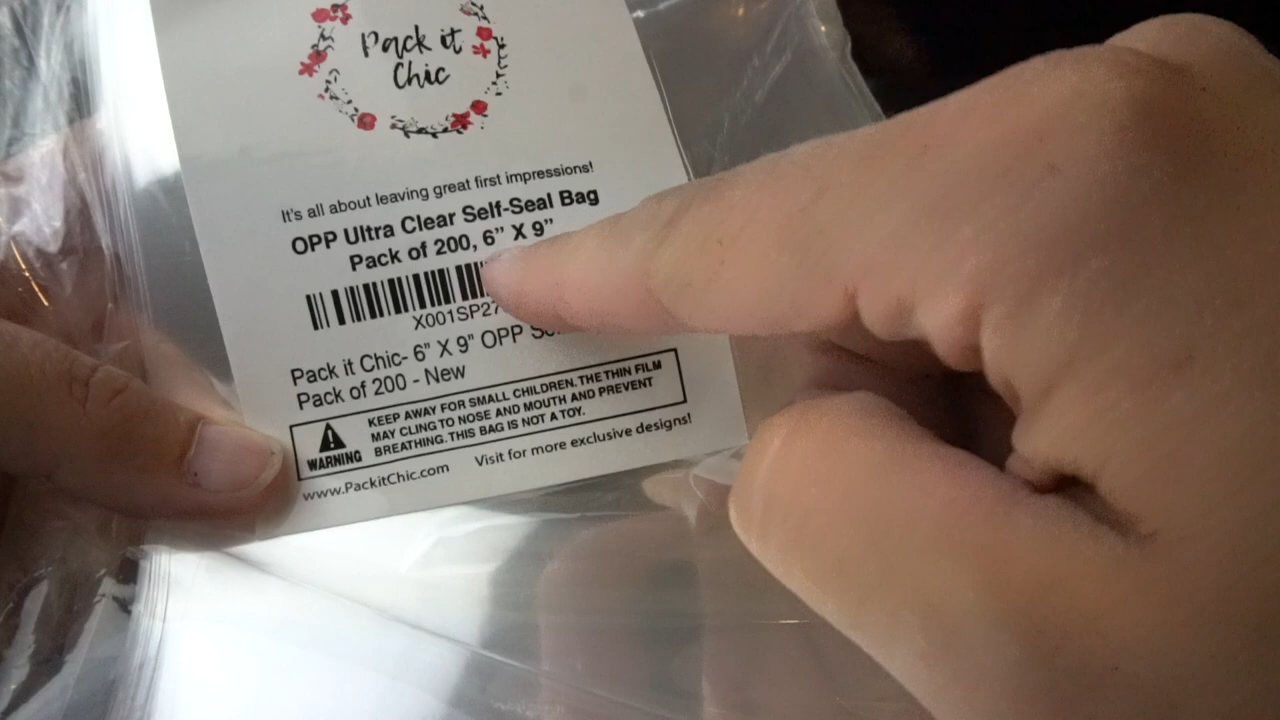 Pack it
Chic
It's all about leaving great first impressions!
OPP Ultra Clear Self-Seal Bag
Pack of 200, 6" X 9"
X001SP27
Pack it Chic- 6" X 9" OPP
Pack of 200 - New
KEEP AWAY FOR SMALL CHILDREN. THE THIN FILM
MAY CLING TO NOSE AND MOUTH AND PREVENT
BREATHING. THIS BAG IS NOT A TOY.
WARNING
www.PackitChic.com Visit for more exclusive designs!